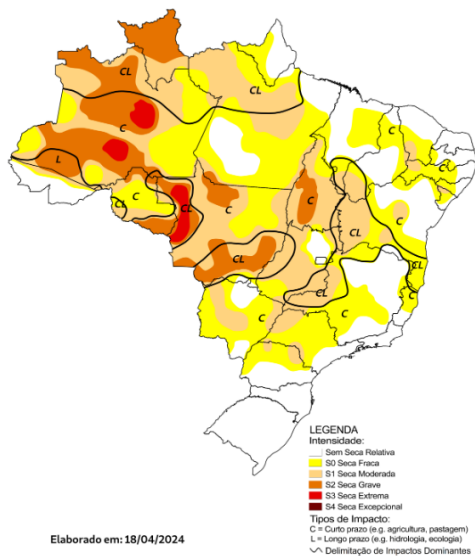 CL
C
L
CL
C
CL
C
CL
C
CL
C
C
C
CL
CL
C
CL
C
C
LEGENDA
Intensidade:
Sem Seca Relativa
S0 Seca Fraca
S1 Seca Moderada
S2 Seca Grave
S3 Seca Extrema
S4 Seca Excepcional
Tipos de Impacto:
C = Curto prazo (e.g. agricultura, pastagem)
L = Longo prazo (e.g. hidrologia, ecologia)
Delimitação de Impactos Dominantes
Elaborado em: 18/04/2024